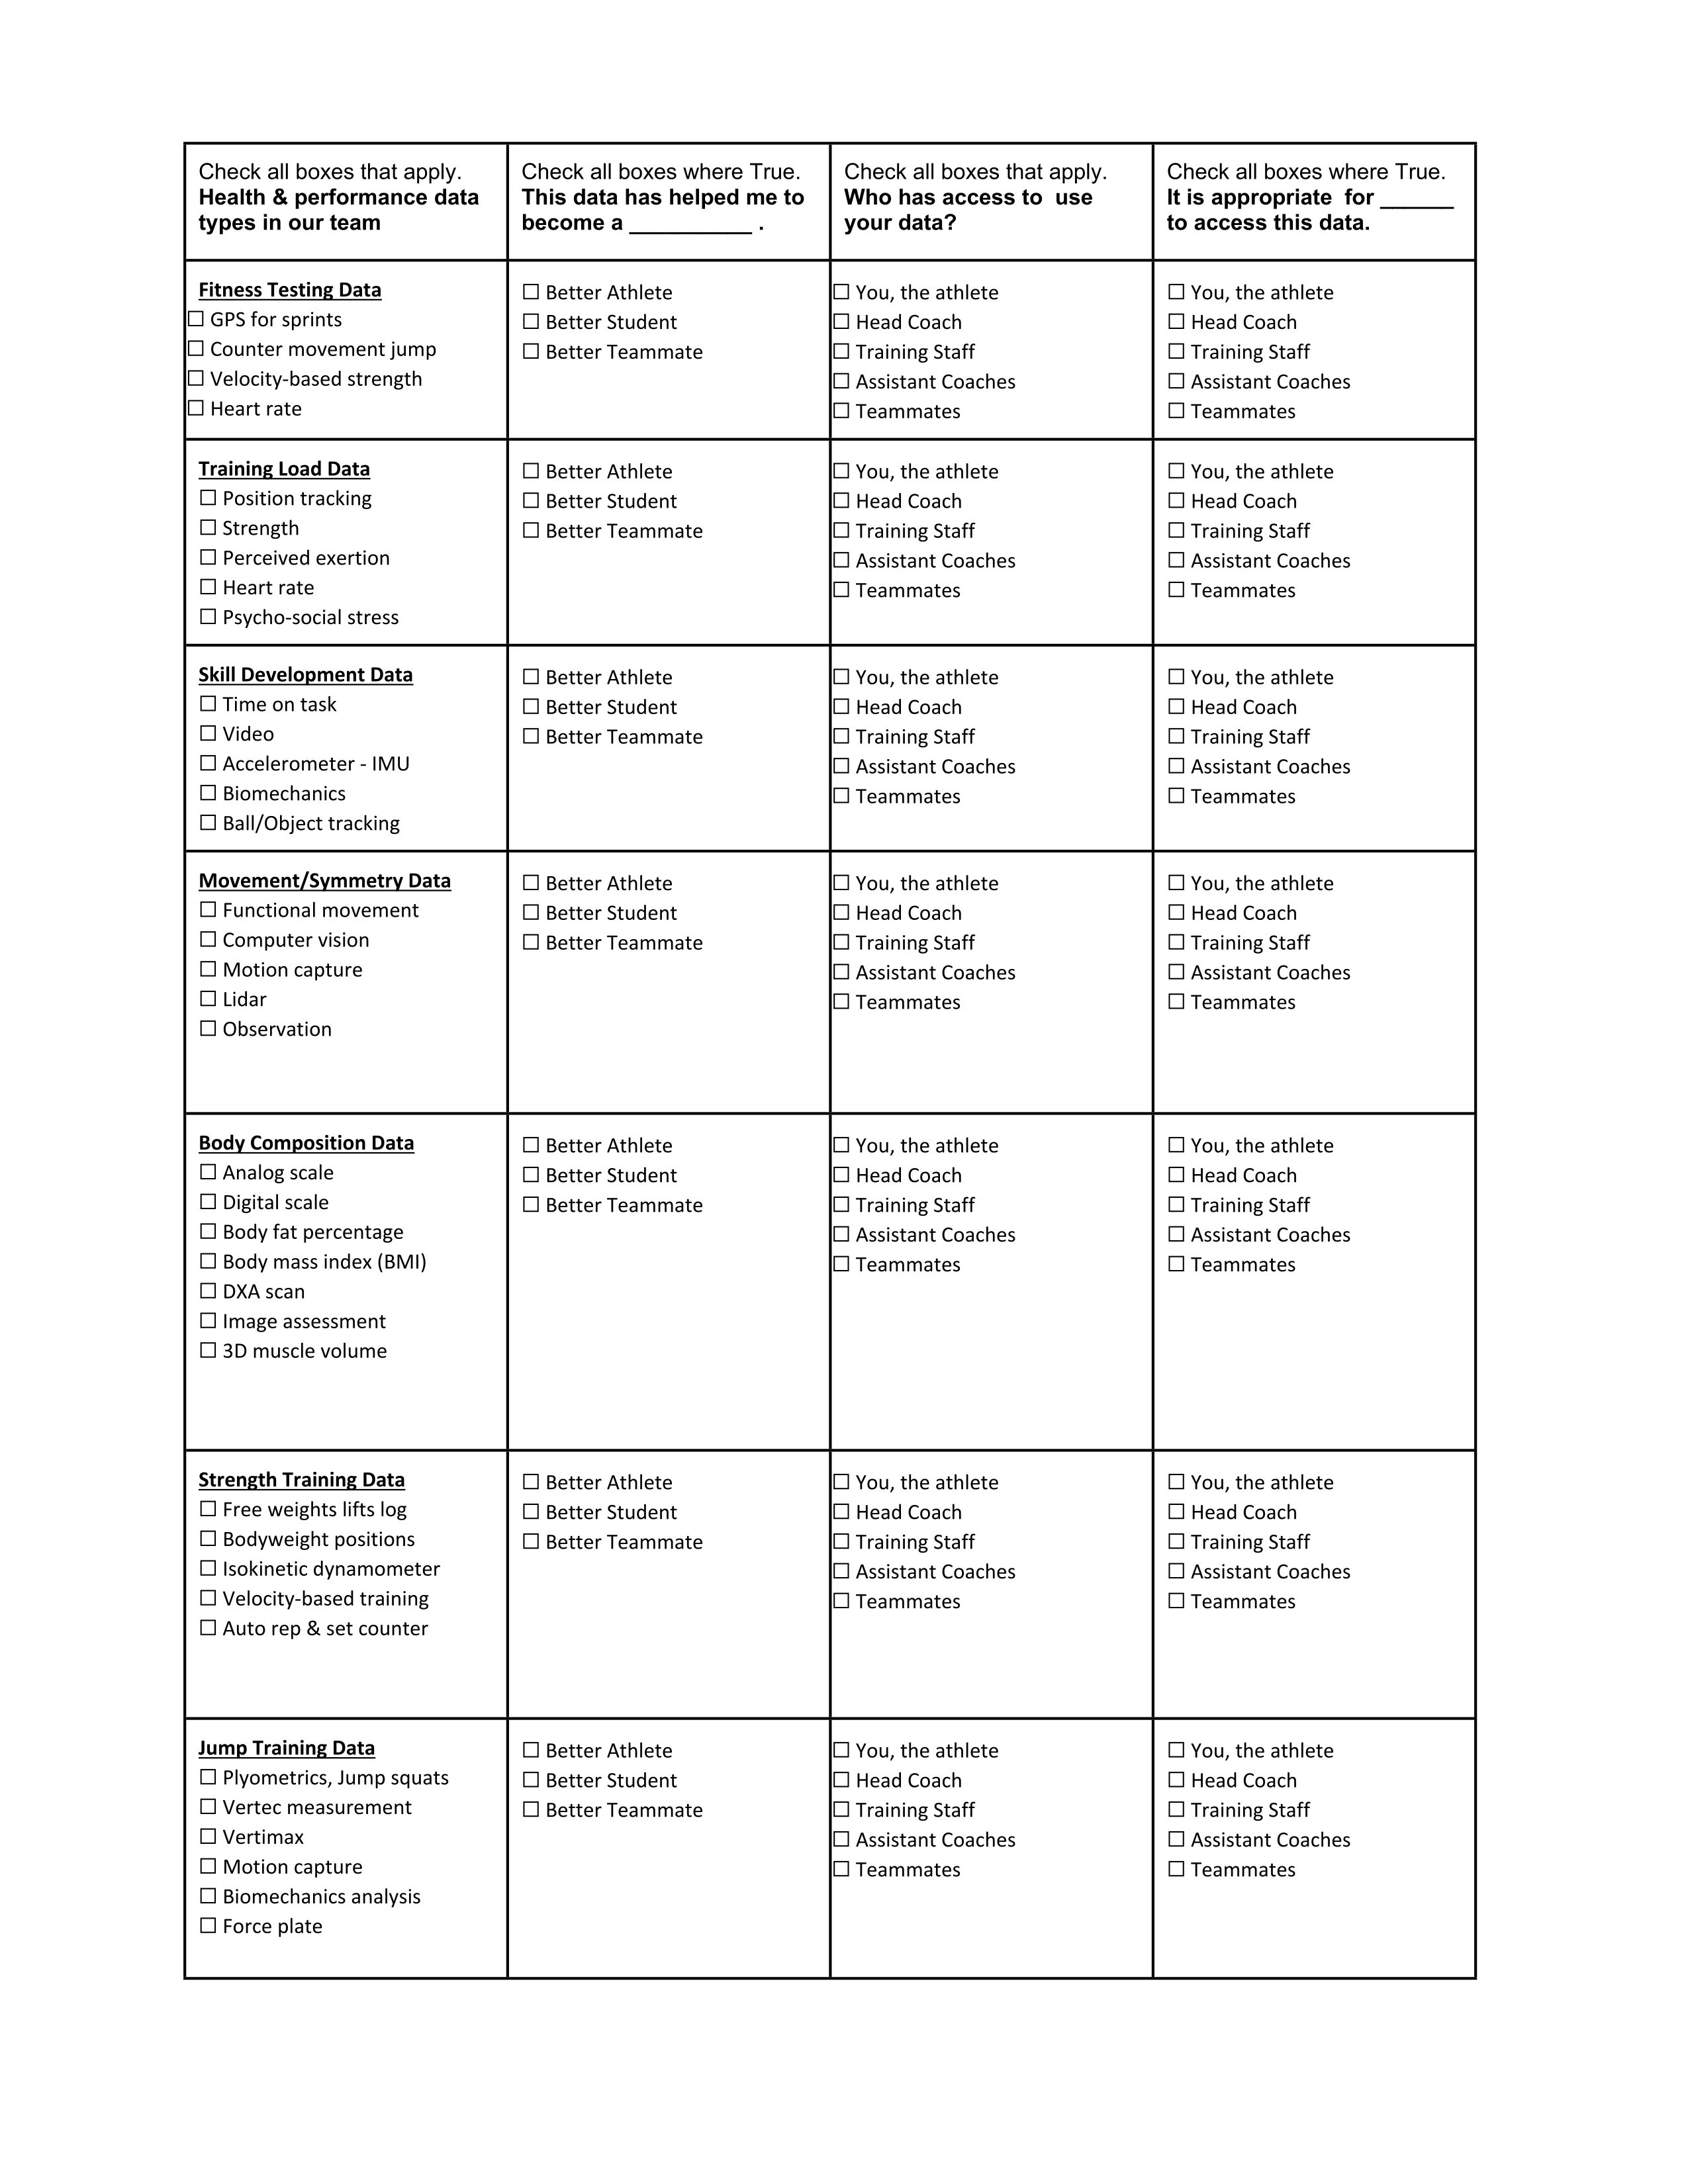 Check all boxes that apply.
Health & performance data
types in our team
Check all boxes where True.
This data has helped me to
become a __________ .
Check all boxes that apply.
Who has access to  use
your data?
Check all boxes where True.
It is appropriate  for ______
to access this data.
Fitness Testing Data
☐ GPS for sprints
☐ Counter movement jump
☐ Velocity-based strength
☐ Heart rate
☐ Better Athlete
☐ Better Student
☐ Better Teammate
☐ You, the athlete
☐ Head Coach
☐ Training Staff
☐ Assistant Coaches
☐ Teammates
☐ You, the athlete
☐ Head Coach
☐ Training Staff
☐ Assistant Coaches
☐ Teammates
Training Load Data
☐ Position tracking
☐ Strength
☐ Perceived exertion
☐ Heart rate
☐ Psycho-social stress
☐ Better Athlete
☐ Better Student
☐ Better Teammate
☐ You, the athlete
☐ Head Coach
☐ Training Staff
☐ Assistant Coaches
☐ Teammates
☐ You, the athlete
☐ Head Coach
☐ Training Staff
☐ Assistant Coaches
☐ Teammates
Skill Development Data
☐ Time on task
☐ Video
☐ Accelerometer - IMU
☐ Biomechanics
☐ Ball/Object tracking
☐ Better Athlete
☐ Better Student
☐ Better Teammate
☐ You, the athlete
☐ Head Coach
☐ Training Staff
☐ Assistant Coaches
☐ Teammates
☐ You, the athlete
☐ Head Coach
☐ Training Staff
☐ Assistant Coaches
☐ Teammates
Movement/Symmetry Data
☐ Functional movement
☐ Computer vision
☐ Motion capture
☐ Lidar
☐ Observation
☐ Better Athlete
☐ Better Student
☐ Better Teammate
☐ You, the athlete
☐ Head Coach
☐ Training Staff
☐ Assistant Coaches
☐ Teammates
☐ You, the athlete
☐ Head Coach
☐ Training Staff
☐ Assistant Coaches
☐ Teammates
Body Composition Data
☐ Analog scale
☐ Digital scale
☐ Body fat percentage
☐ Body mass index (BMI)
☐ DXA scan
☐ Image assessment
☐ 3D muscle volume
☐ Better Athlete
☐ Better Student
☐ Better Teammate
☐ You, the athlete
☐ Head Coach
☐ Training Staff
☐ Assistant Coaches
☐ Teammates
☐ You, the athlete
☐ Head Coach
☐ Training Staff
☐ Assistant Coaches
☐ Teammates
Strength Training Data
☐ Free weights lifts log
☐ Bodyweight positions
☐ Isokinetic dynamometer
☐ Velocity-based training
☐ Auto rep & set counter
☐ Better Athlete
☐ Better Student
☐ Better Teammate
☐ You, the athlete
☐ Head Coach
☐ Training Staff
☐ Assistant Coaches
☐ Teammates
☐ You, the athlete
☐ Head Coach
☐ Training Staff
☐ Assistant Coaches
☐ Teammates
Jump Training Data
☐ Plyometrics, Jump squats
☐ Vertec measurement
☐ Vertimax
☐ Motion capture
☐ Biomechanics analysis
☐ Force plate
☐ Better Athlete
☐ Better Student
☐ Better Teammate
☐ You, the athlete
☐ Head Coach
☐ Training Staff
☐ Assistant Coaches
☐ Teammates
☐ You, the athlete
☐ Head Coach
☐ Training Staff
☐ Assistant Coaches
☐ Teammates